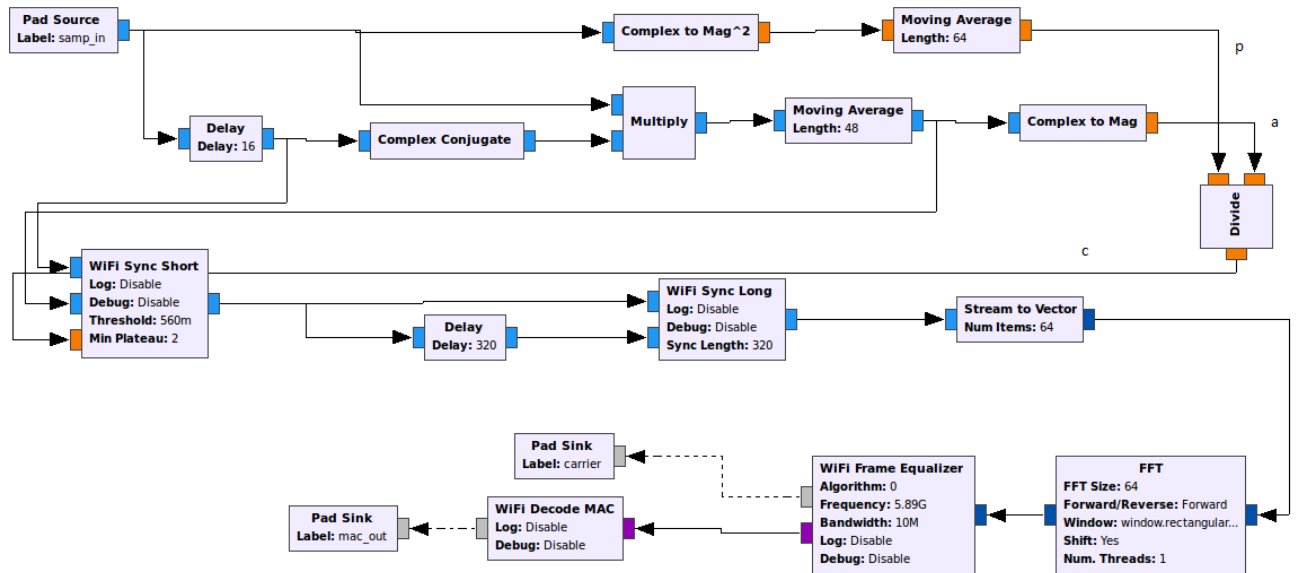 Pad Source
Label: samp_in
Complex to Mag^2
Moving Average
Length: 64
p
Delay
Delay: 16
Complex Conjugate
Multiply
Moving Average
Length: 48
Complex to Mag
a
Divide
c
WiFi Sync Short
Log: Disable
Debug: Disable
Threshold: 560m
Min Plateau: 2
Delay
Delay: 320
WiFi Sync Long
Log: Disable
Debug: Disable
Sync Length: 320
Stream to Vector
Num Items: 64
Pad Sink
Label: carrier
Pad Sink
Label: mac_out
WiFi Decode MAC
Log: Disable
Debug: Disable
WiFi Frame Equalizer
Algorithm: 0
Frequency: 5.89G
Bandwidth: 10M
Log: Disable
Debug: Disable
FFT
FFT Size: 64
Forward/Reverse: Forward
Window: window.rectangular...
Shift: Yes
Num. Threads: 1